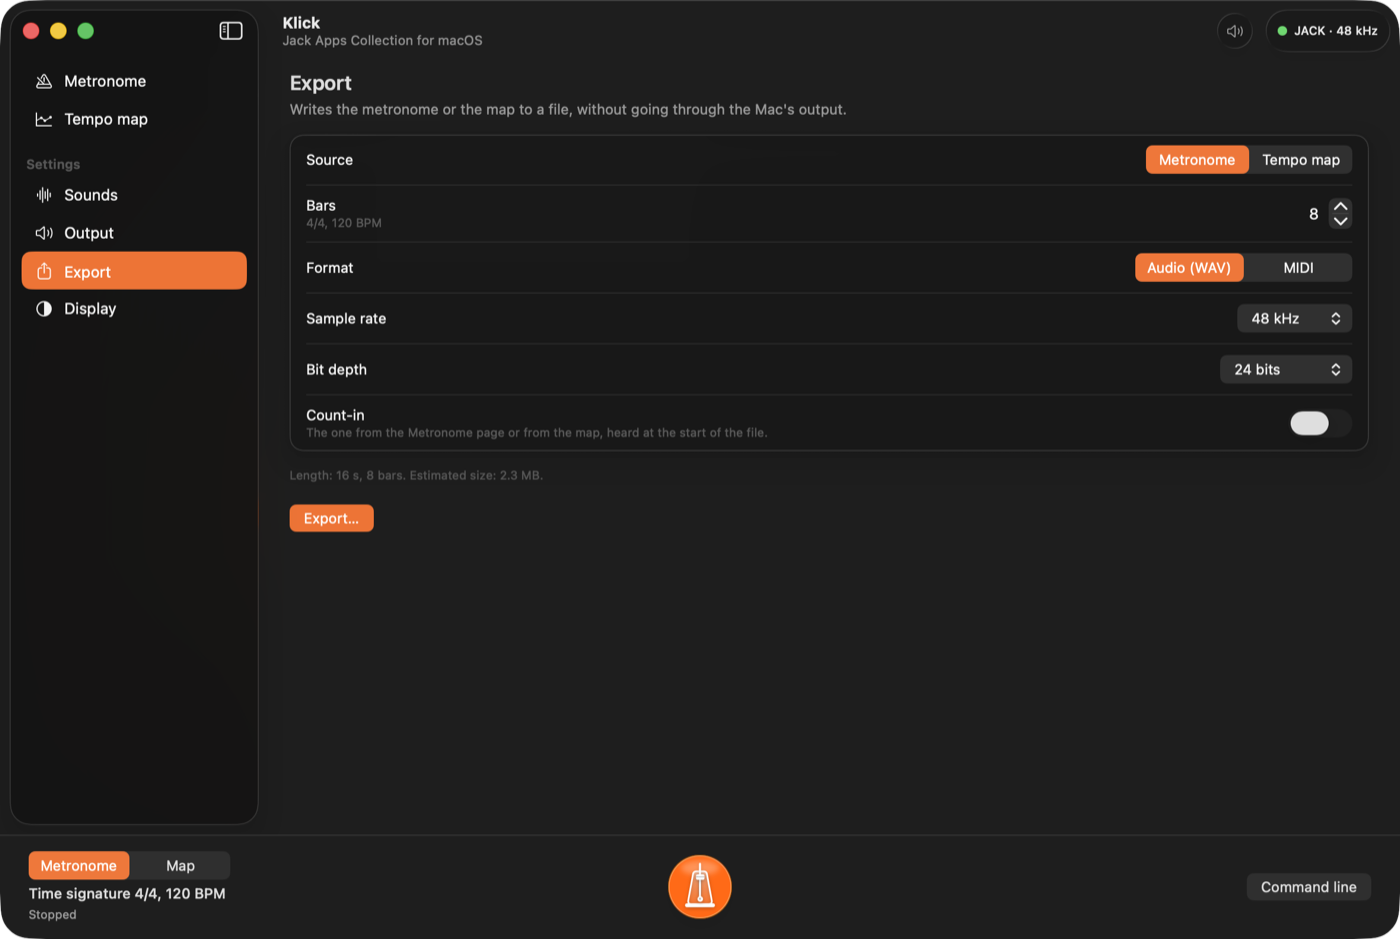 Klick
Jack Apps Collection for macOS
JACK · 48 kHz
Metronome
Tempo map
Settings
Sounds
Output
Export
Display
Export
Writes the metronome or the map to a file, without going through the Mac's output.
Source
Metronome
Tempo map
Bars
4/4, 120 BPM
8
Format
Audio (WAV)
MIDI
Sample rate
48 kHz
Bit depth
24 bits
Count-in
The one from the Metronome page or from the map, heard at the start of the file.
Length: 16 s, 8 bars. Estimated size: 2.3 MB.
Export...
Metronome
Map
Time signature 4/4, 120 BPM
Stopped
Command line